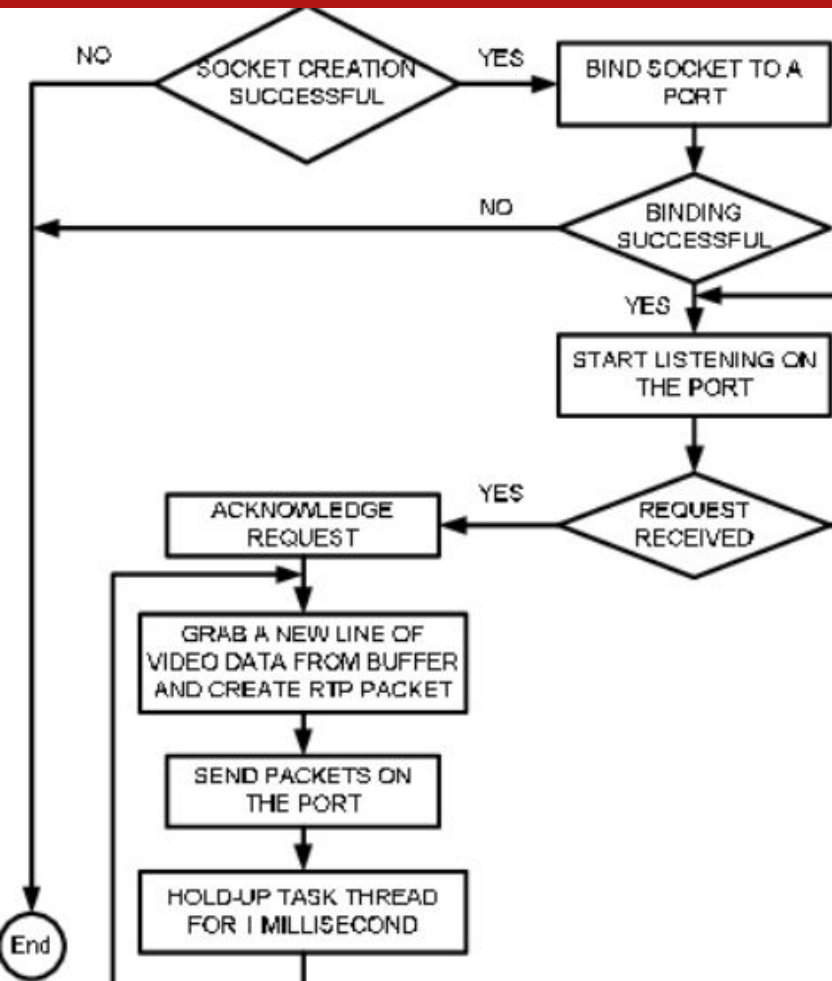 NO
SOCKET CREATION
SUCCESSFUL
YES
BIND SOCKET TO A
PORT
NO
BINDING
SUCCESSFUL
YES
START LISTENING ON
THE PORT
ACKNOWLEDGE
REQUEST
YES
REQUEST
RECEIVED
GRAB A NEW LINE OF
VIDEO DATA FROM BUFFER
AND CREATE RTP PACKET
SEND PACKETS ON
THE PORT
HOLD-UP TASK THREAD
FOR 1 MILLISECOND
End